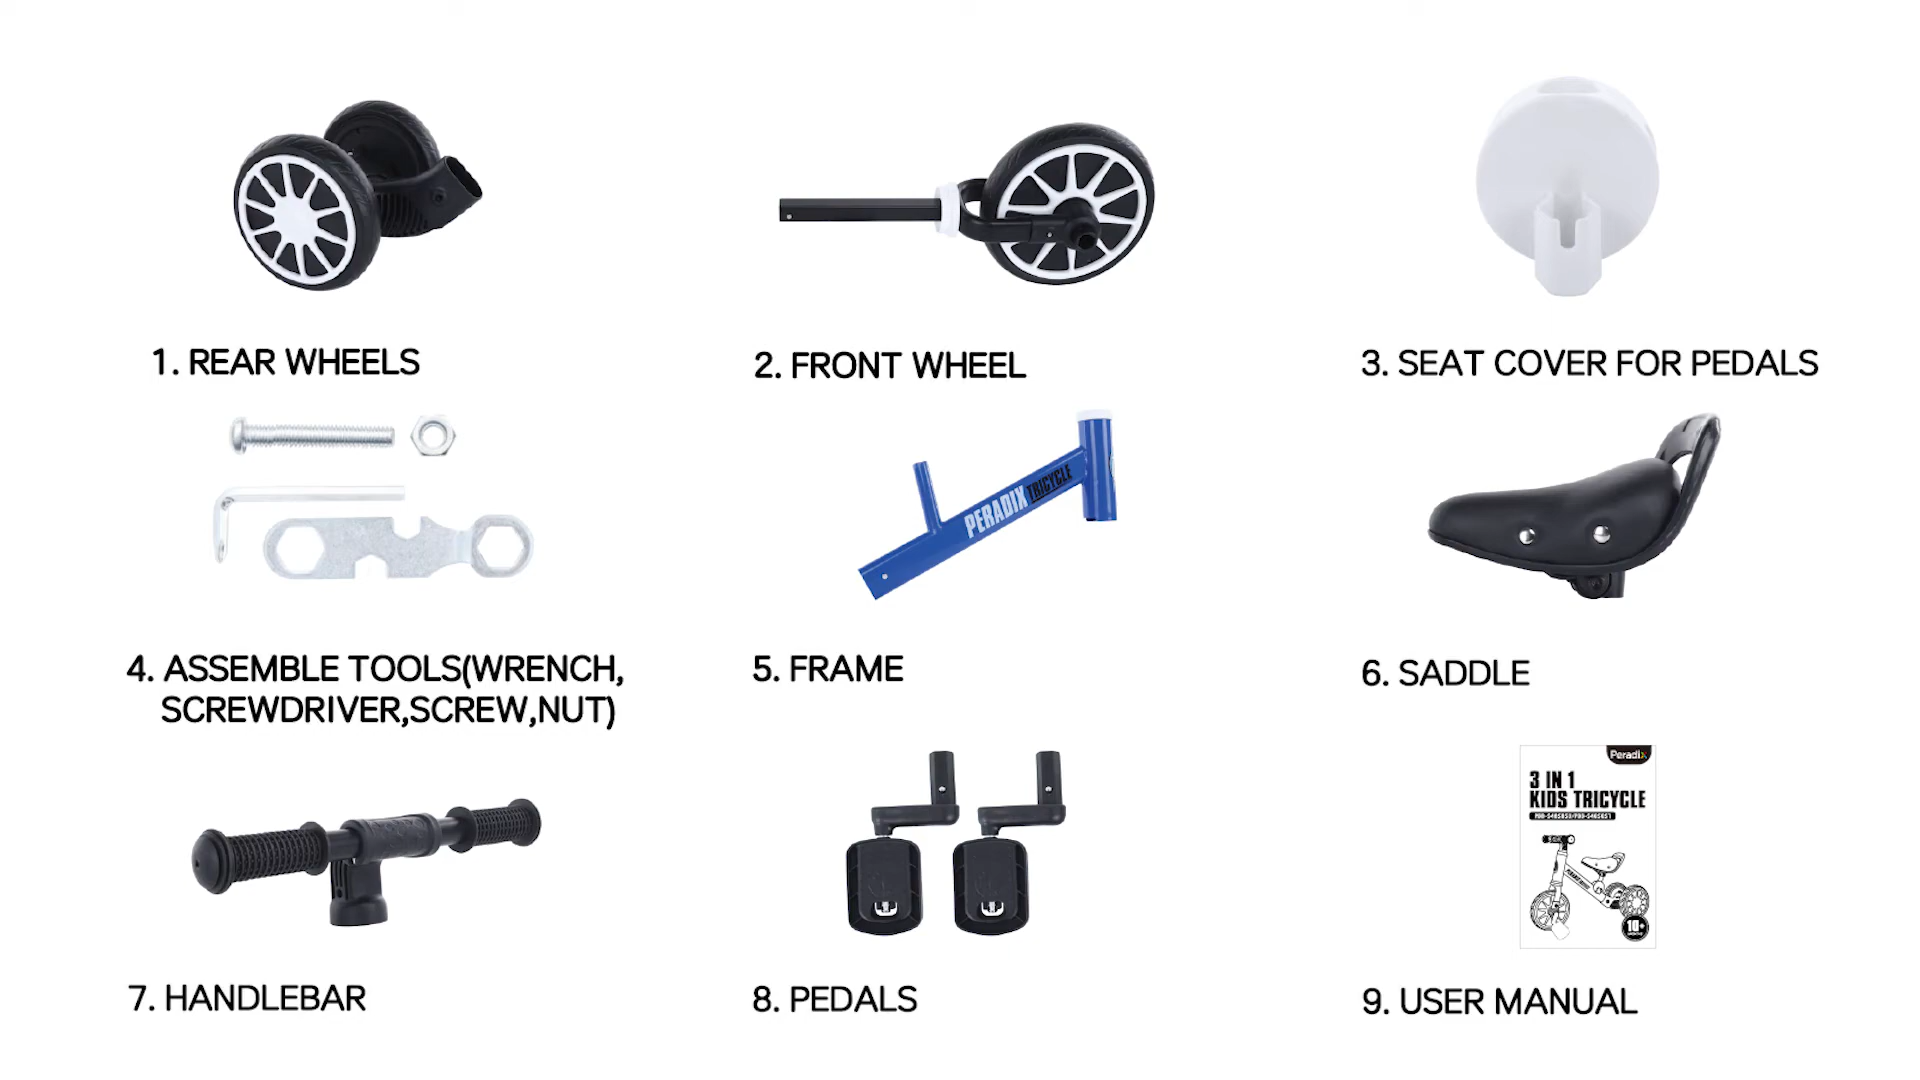 1. REAR WHEELS
2. FRONT WHEEL
3. SEAT COVER FOR PEDALS
PERADIX TRICYCLE
4. ASSEMBLE TOOLS(WRENCH,
SCREWDRIVER,SCREW,NUT)
5. FRAME
6. SADDLE
Peradix
3 IN 1
KIDS TRICYCLE
10+
7. HANDLEBAR
8. PEDALS
9. USER MANUAL